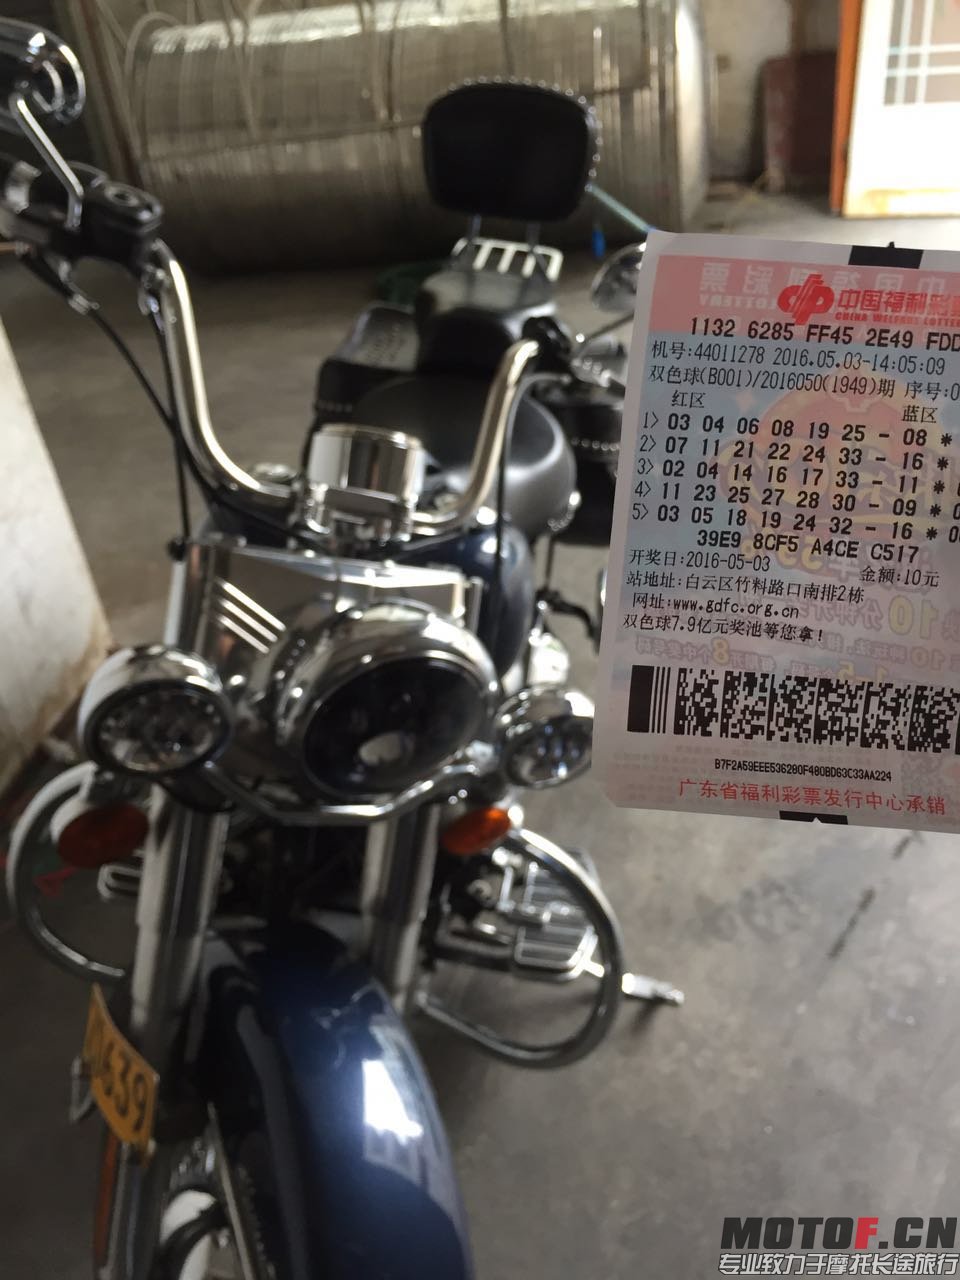 中国福利彩票
CHINA WELFARE LOTTERY
1132 6285 FF45 2E49 FDD
机号:44011278 2016.05.03-14:05:09
双色球(B001)/2016050(1949)期 序号:0
红区 蓝区
1> 03 04 06 08 19 25 - 08 *
2> 07 11 21 22 24 33 - 16 *
3> 02 04 14 16 17 33 - 11 *
4> 11 23 25 27 28 30 - 09 *
5> 03 05 18 19 24 32 - 16 *
39E9 8CF5 A4CE C517
开奖日:2016-05-03 金额:10元
站地址:白云区竹料路口南排2栋
网址:www.gdfc.org.cn
双色球7.9亿元奖池等您拿!
B7F2A59EEE536280F480BD63C33AA224
广东省福利彩票发行中心承销
639
MOTOF.CN
专业致力于摩托长途旅行